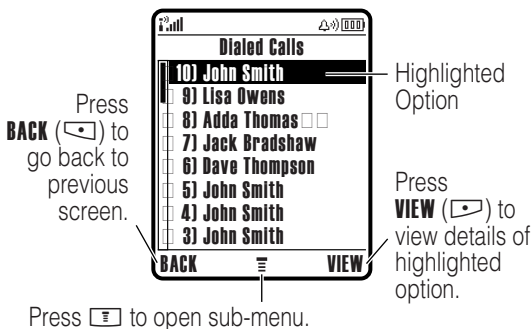 Dialed Calls
10) John Smith
9) Lisa Owens
8) Adda Thomas
7) Jack Bradshaw
6) Dave Thompson
5) John Smith
4) John Smith
3) John Smith
BACK VIEW
Highlighted
Option
Press
BACK ( ) to
go back to
previous
screen.
Press
VIEW ( ) to
view details of
highlighted
option.
Press to open sub-menu.